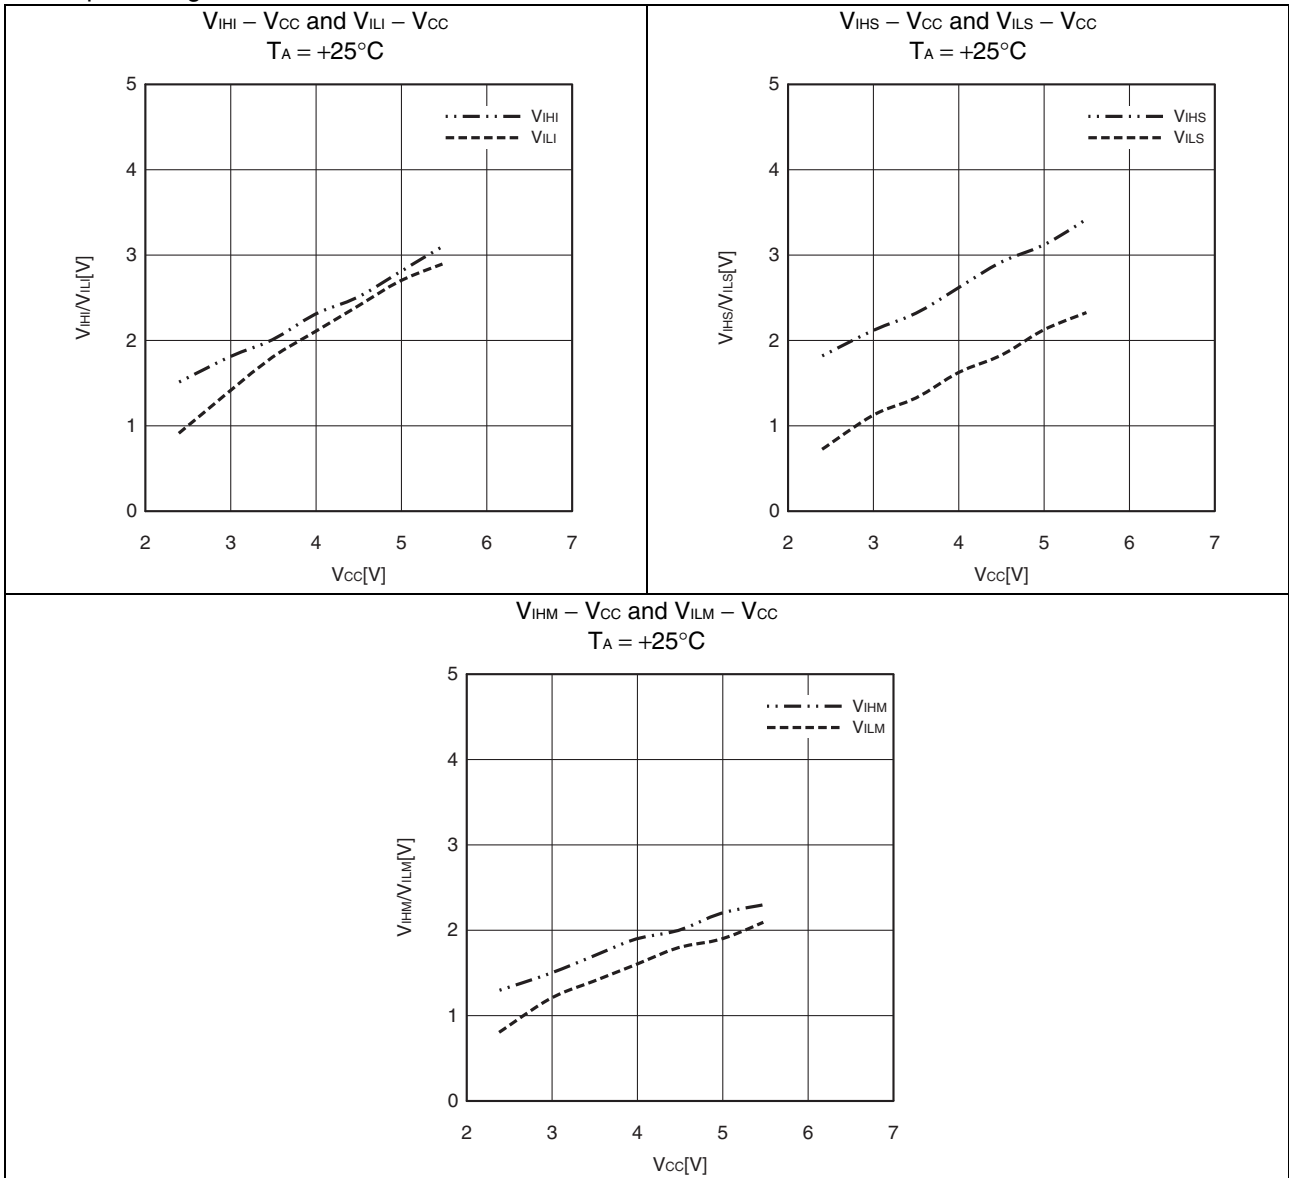 VIHI – VCC and VILI – VCC
TA = +25°C
5
4
3
2
1
0
VIHI/VILI[V]
VIHI
VILI
2 3 4 5 6 7
VCC[V]
VIHS – VCC and VILS – VCC
TA = +25°C
5
4
3
2
1
0
VIHS/VILS[V]
VIHS
VILS
2 3 4 5 6 7
VCC[V]
VIHM – VCC and VILM – VCC
TA = +25°C
5
4
3
2
1
0
VIHM/VILM[V]
VIHM
VILM
2 3 4 5 6 7
VCC[V]